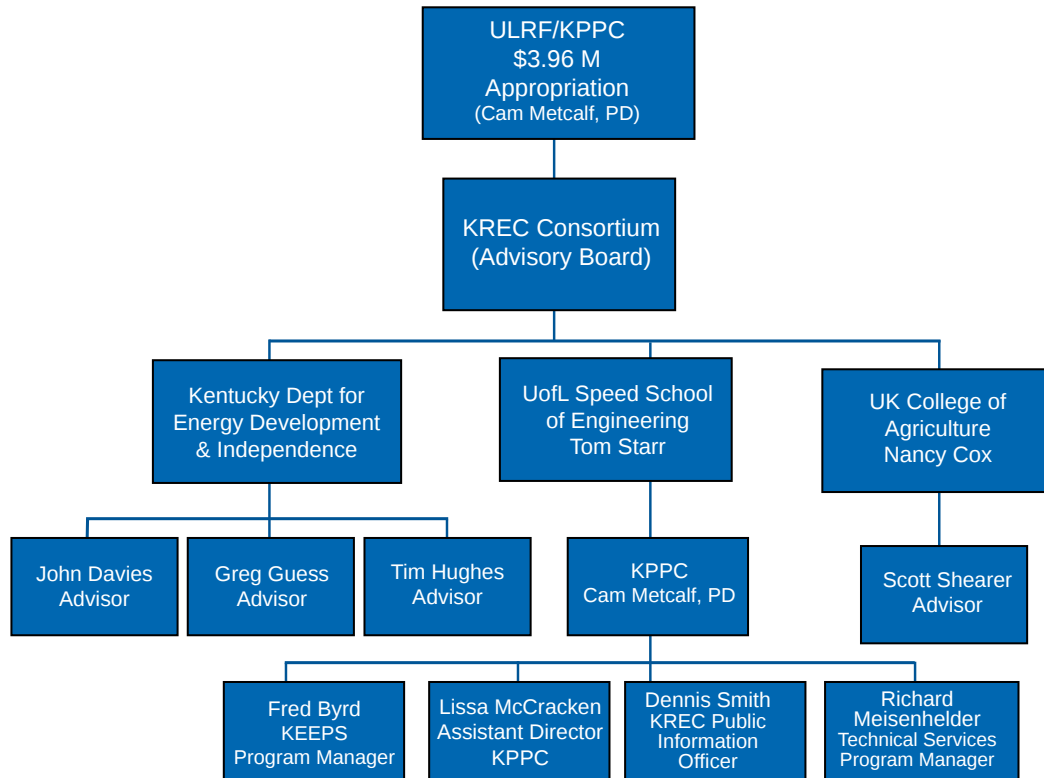 ULRF/KPPC
$3.96 M
Appropriation
(Cam Metcalf, PD)
KREC Consortium
(Advisory Board)
Kentucky Dept for
Energy Development
& Independence
UofL Speed School
of Engineering
Tom Starr
UK College of
Agriculture
Nancy Cox
John Davies
Advisor
Greg Guess
Advisor
Tim Hughes
Advisor
KPPC
Cam Metcalf, PD
Scott Shearer
Advisor
Fred Byrd
KEEPS
Program Manager
Lissa McCracken
Assistant Director
KPPC
Dennis Smith
KREC Public
Information
Officer
Richard
Meisenhelder
Technical Services
Program Manager